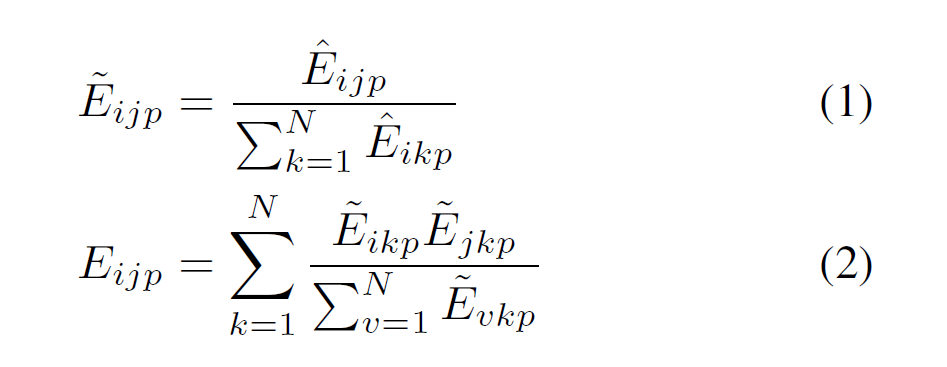 \tilde{E}_{ijp} = \frac{\hat{E}_{ijp}}{\sum_{k=1}^{N} \hat{E}_{ikp}} (1)
E_{ijp} = \sum_{k=1}^{N} \frac{\tilde{E}_{ikp} \tilde{E}_{jkp}}{\sum_{v=1}^{N} \tilde{E}_{vkp}} (2)